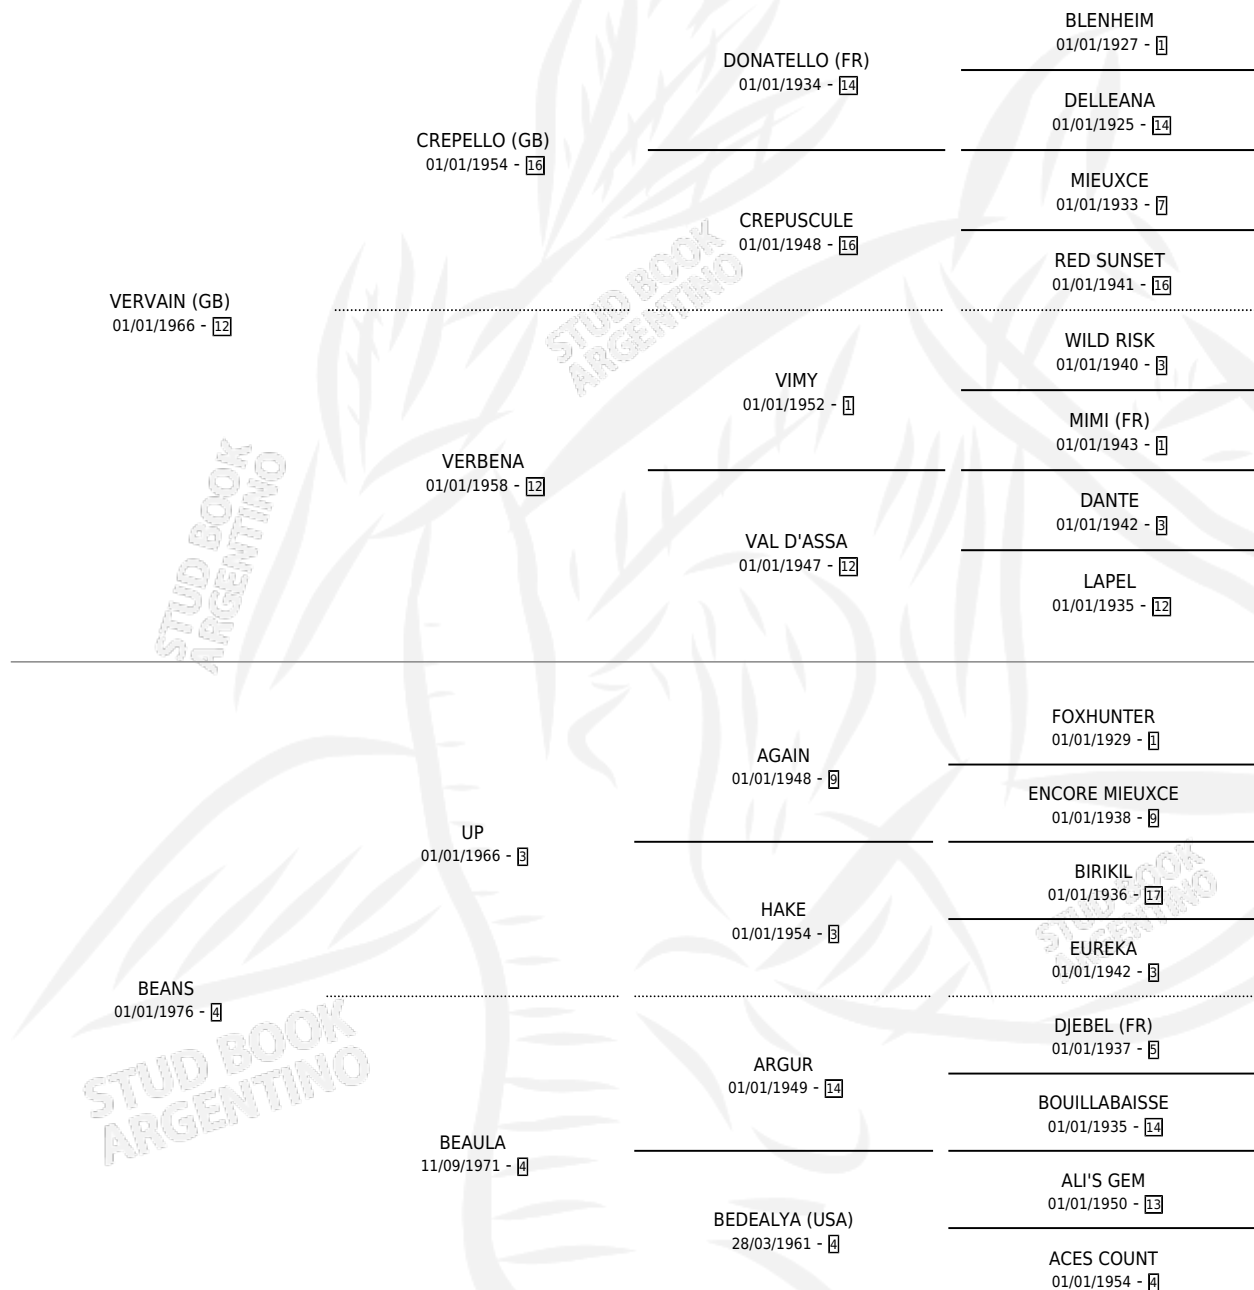 BLENHEIM
01/01/1927 - 1
DONATELLO (FR)
01/01/1934 - 14
DELLEANA
01/01/1925 - 14
CREPELLO (GB)
01/01/1954 - 16
MIEUXCE
01/01/1933 - 7
CREPUSCULE
01/01/1948 - 16
RED SUNSET
01/01/1941 - 16
VERVAIN (GB)
01/01/1966 - 12
WILD RISK
01/01/1940 - 3
VIMY
01/01/1952 - 1
MIMI (FR)
01/01/1943 - 1
VERBENA
01/01/1958 - 12
DANTE
01/01/1942 - 3
VAL D'ASSA
01/01/1947 - 12
LAPEL
01/01/1935 - 12
FOXHUNTER
01/01/1929 - 1
AGAIN
01/01/1948 - 9
ENCORE MIEUXCE
01/01/1938 - 9
UP
01/01/1966 - 3
BIRIKIL
01/01/1936 - 17
HAKE
01/01/1954 - 3
EUREKA
01/01/1942 - 3
BEANS
01/01/1976 - 4
DJEBEL (FR)
01/01/1937 - 5
ARGUR
01/01/1949 - 14
BOUILLABAISSE
01/01/1935 - 14
BEAULA
11/09/1971 - 4
ALI'S GEM
01/01/1950 - 13
BEDEALYA (USA)
28/03/1961 - 4
ACES COUNT
01/01/1954 - 4
STUD BOOK
ARGENTINO
STUD BOOK
ARGENTINO
STUD BOOK
ARGENTINO
STUD BOOK
ARGENTINO